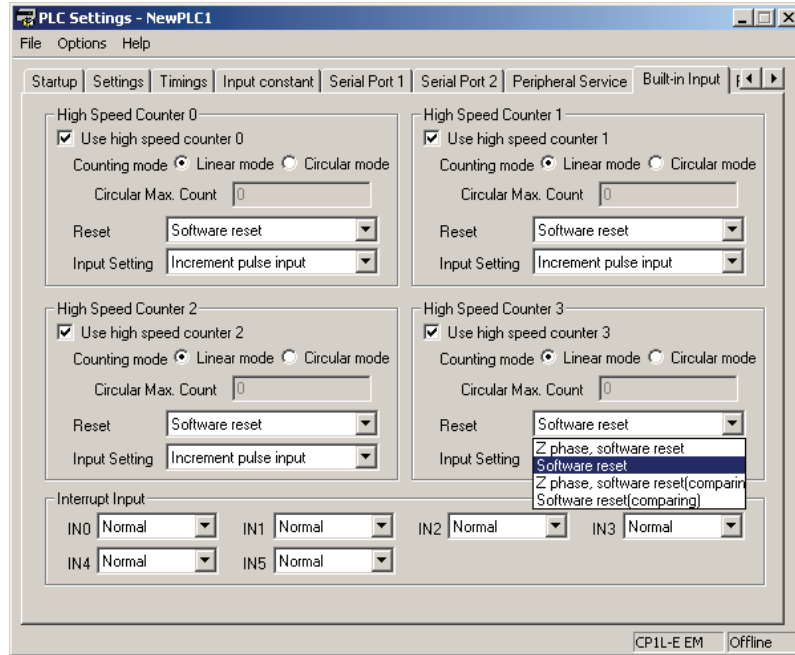 PLC Settings - NewPLC1
File Options Help
Startup Settings Timings Input constant Serial Port 1 Serial Port 2 Peripheral Service Built-in Input
High Speed Counter 0
Use high speed counter 0
Counting mode Linear mode Circular mode
Circular Max. Count 0
Reset Software reset
Input Setting Increment pulse input
High Speed Counter 1
Use high speed counter 1
Counting mode Linear mode Circular mode
Circular Max. Count 0
Reset Software reset
Input Setting Increment pulse input
High Speed Counter 2
Use high speed counter 2
Counting mode Linear mode Circular mode
Circular Max. Count 0
Reset Software reset
Input Setting Increment pulse input
High Speed Counter 3
Use high speed counter 3
Counting mode Linear mode Circular mode
Circular Max. Count 0
Reset Software reset
Input Setting
Z phase, software reset
Software reset
Z phase, software reset(comparin
Software reset(comparing)
Interrupt Input
IN0 Normal IN1 Normal IN2 Normal IN3 Normal
IN4 Normal IN5 Normal
CP1L-E EM Offline